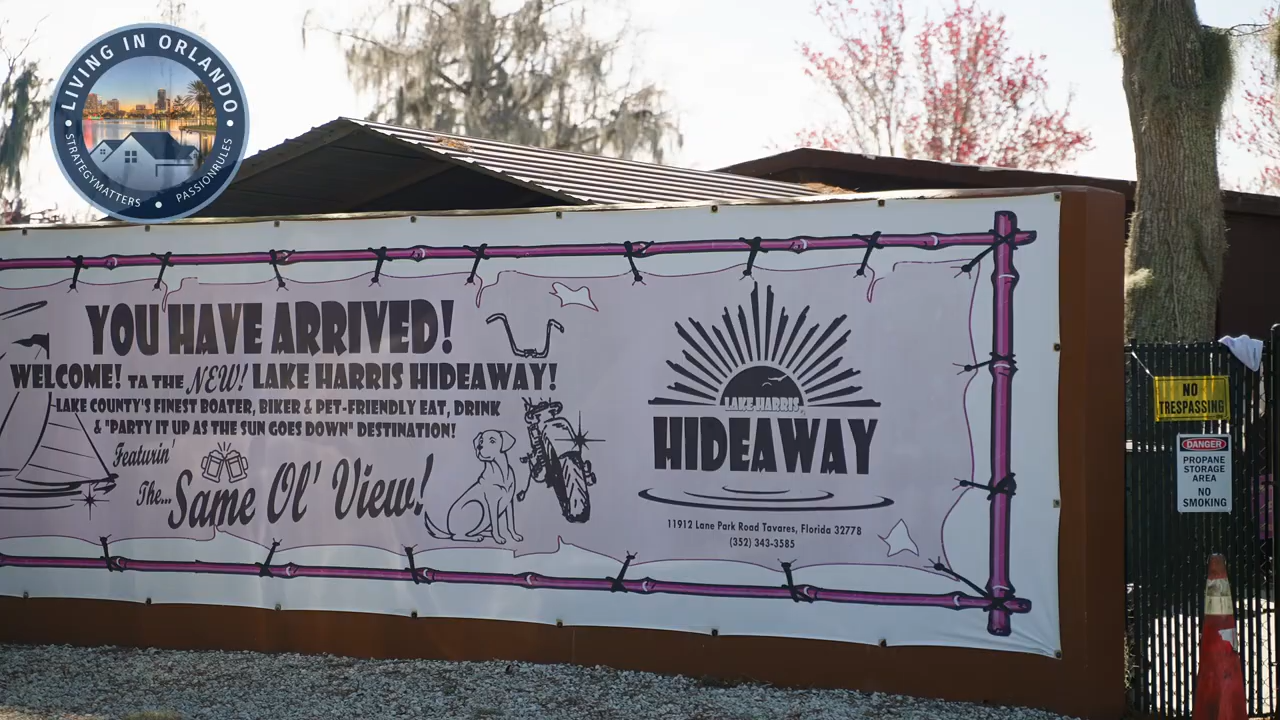 LIVING IN ORLANDO
STRATEGYMATTERS • PASSIONRULES
YOU HAVE ARRIVED!
WELCOME! TA THE NEW! LAKE HARRIS HIDEAWAY!
LAKE COUNTY'S FINEST BOATER, BIKER & PET-FRIENDLY EAT, DRINK
& "PARTY IT UP AS THE SUN GOES DOWN" DESTINATION!
Featurin'
The... Same Ol' View!
LAKE HARRIS
HIDEAWAY
11912 Lane Park Road Tavares, Florida 32778
(352) 343-3585
NO
TRESPASSING
DANGER
PROPANE
STORAGE
AREA
NO
SMOKING